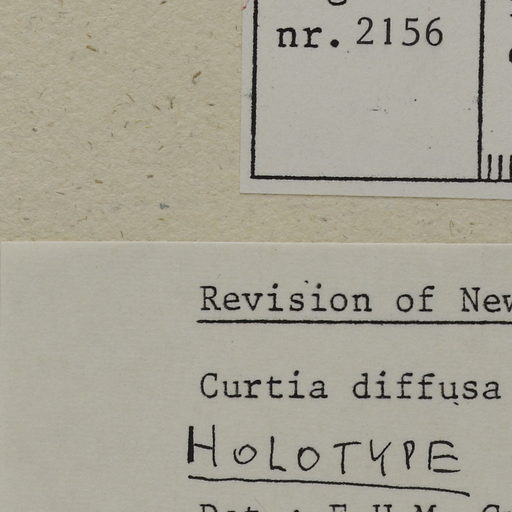 nr. 2156
Revision of New
Curtia diffusa
HOLOTYPE